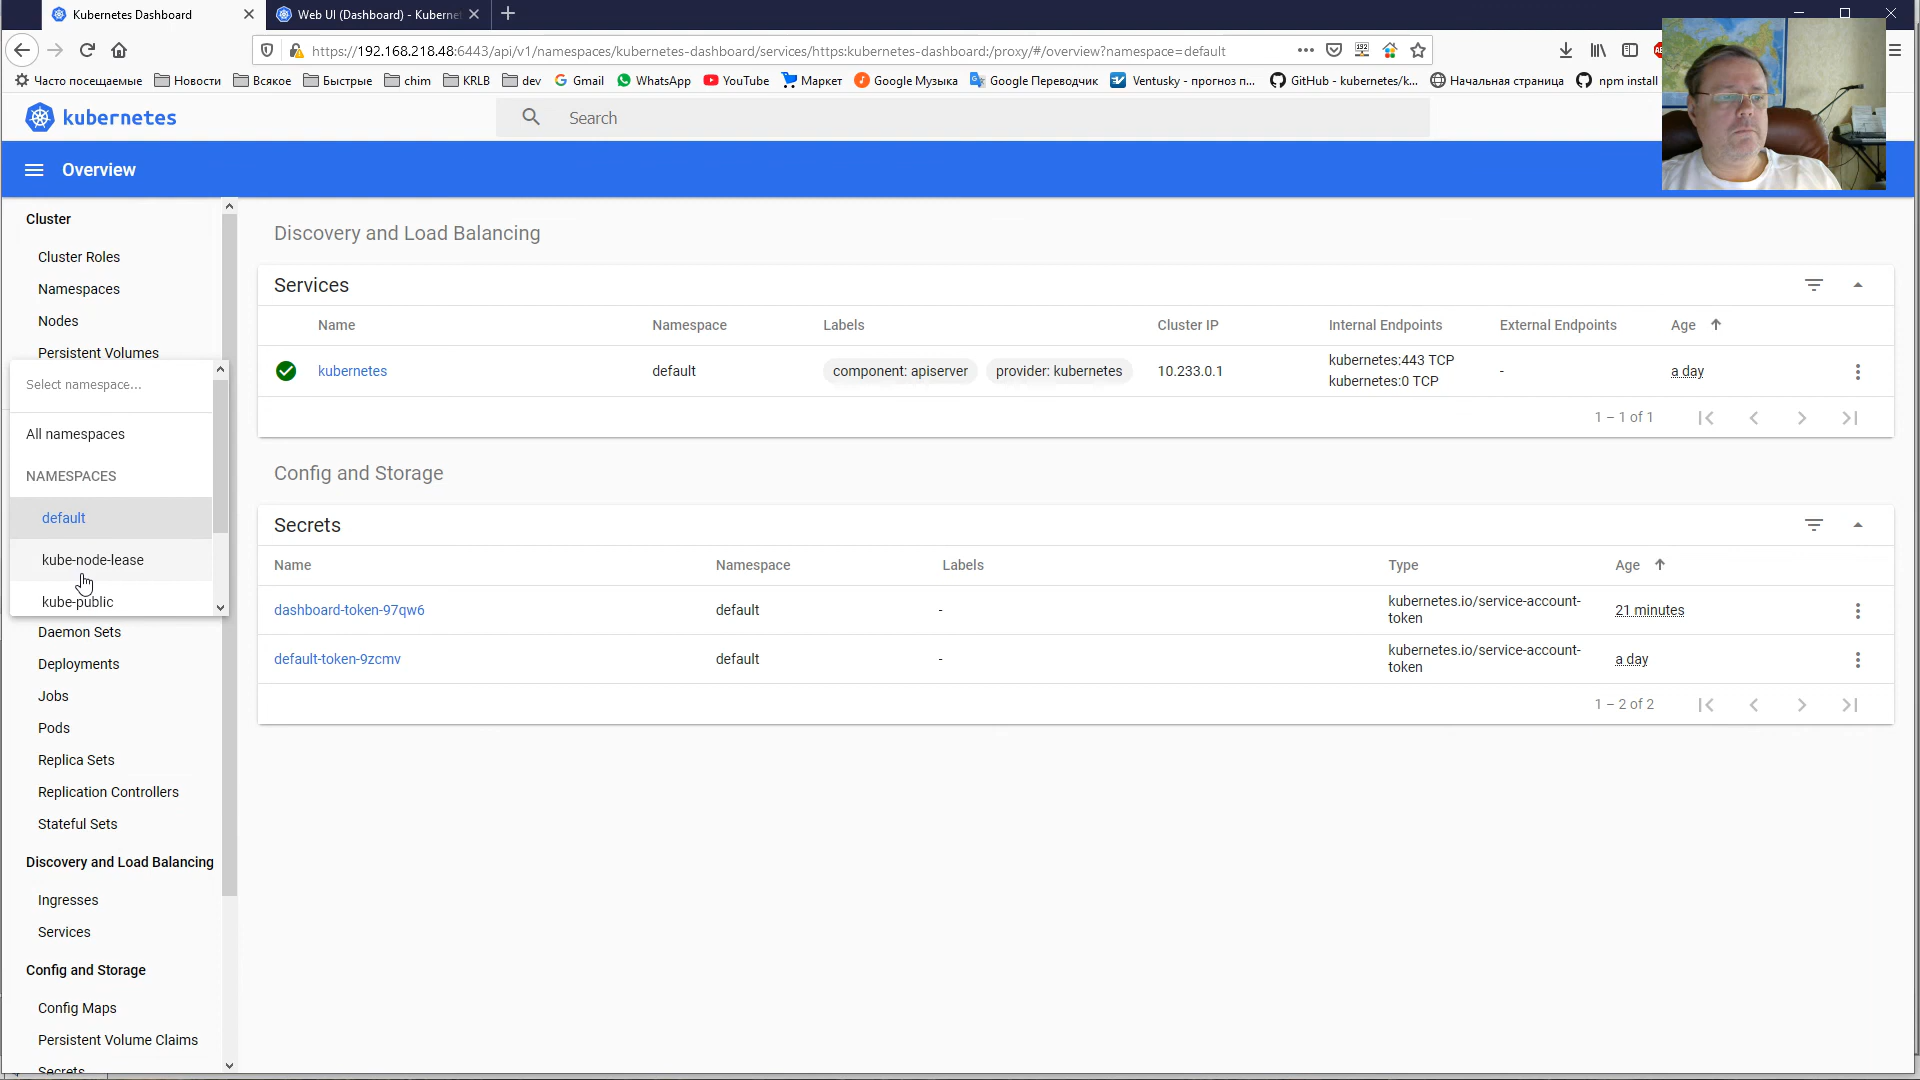 Kubernetes Dashboard
Web UI (Dashboard) - Kuberne
https://192.168.218.48:6443/api/v1/namespaces/kubernetes-dashboard/services/https:kubernetes-dashboard:/proxy/#/overview?namespace=default
Часто посещаемые Новости Всякое Быстрые chim KRLB dev Gmail WhatsApp YouTube Маркет Google Музыка Google Переводчик Ventusky - прогноз п... GitHub - kubernetes/k... Начальная страница npm install
kubernetes
Search
Overview
Cluster
Cluster Roles
Namespaces
Nodes
Persistent Volumes
Select namespace...
All namespaces
NAMESPACES
default
kube-node-lease
kube-public
Daemon Sets
Deployments
Jobs
Pods
Replica Sets
Replication Controllers
Stateful Sets
Discovery and Load Balancing
Ingresses
Services
Config and Storage
Config Maps
Persistent Volume Claims
Secrets
Discovery and Load Balancing
Services
Name Namespace Labels Cluster IP Internal Endpoints External Endpoints Age
kubernetes default component: apiserver provider: kubernetes 10.233.0.1 kubernetes:443 TCP - a day
kubernetes:0 TCP
1 – 1 of 1
Config and Storage
Secrets
Name Namespace Labels Type Age
dashboard-token-97qw6 default - kubernetes.io/service-account- 21 minutes
token
default-token-9zcmv default - kubernetes.io/service-account- a day
token
1 – 2 of 2